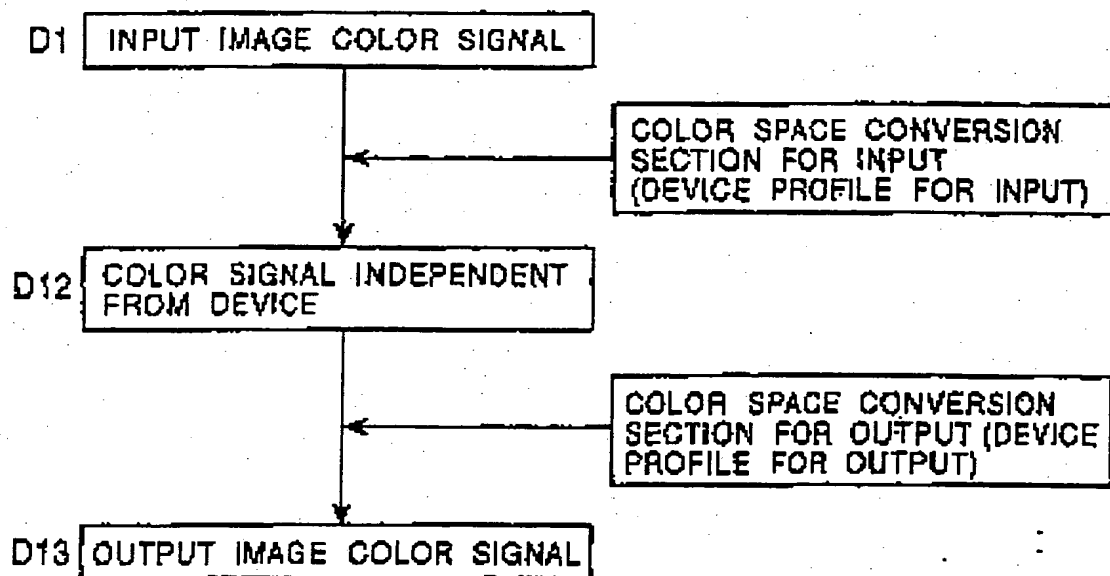 D1 INPUT IMAGE COLOR SIGNAL
COLOR SPACE CONVERSION
SECTION FOR INPUT
(DEVICE PROFILE FOR INPUT)
D12 COLOR SIGNAL INDEPENDENT
FROM DEVICE
COLOR SPACE CONVERSION
SECTION FOR OUTPUT (DEVICE
PROFILE FOR OUTPUT)
D13 OUTPUT IMAGE COLOR SIGNAL